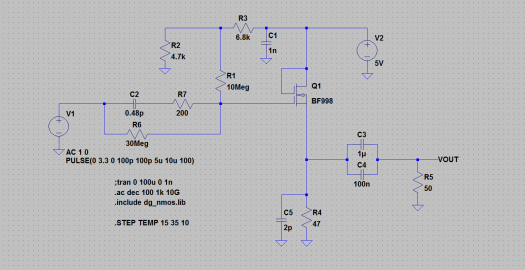 R3
6.8k
C1
1n
V2
5V
R2
4.7k
R1
10Meg
Q1
BF998
C2
0.48p
R7
200
V1
R6
30Meg
AC 1 0
PULSE(0 3.3 0 100p 100p 5u 10u 100)
C3
1µ
C4
100n
VOUT
R5
50
;tran 0 100u 0 1n
.ac dec 100 1k 10G
.include dg_nmos.lib
.STEP TEMP 15 35 10
C5
2p
R4
47